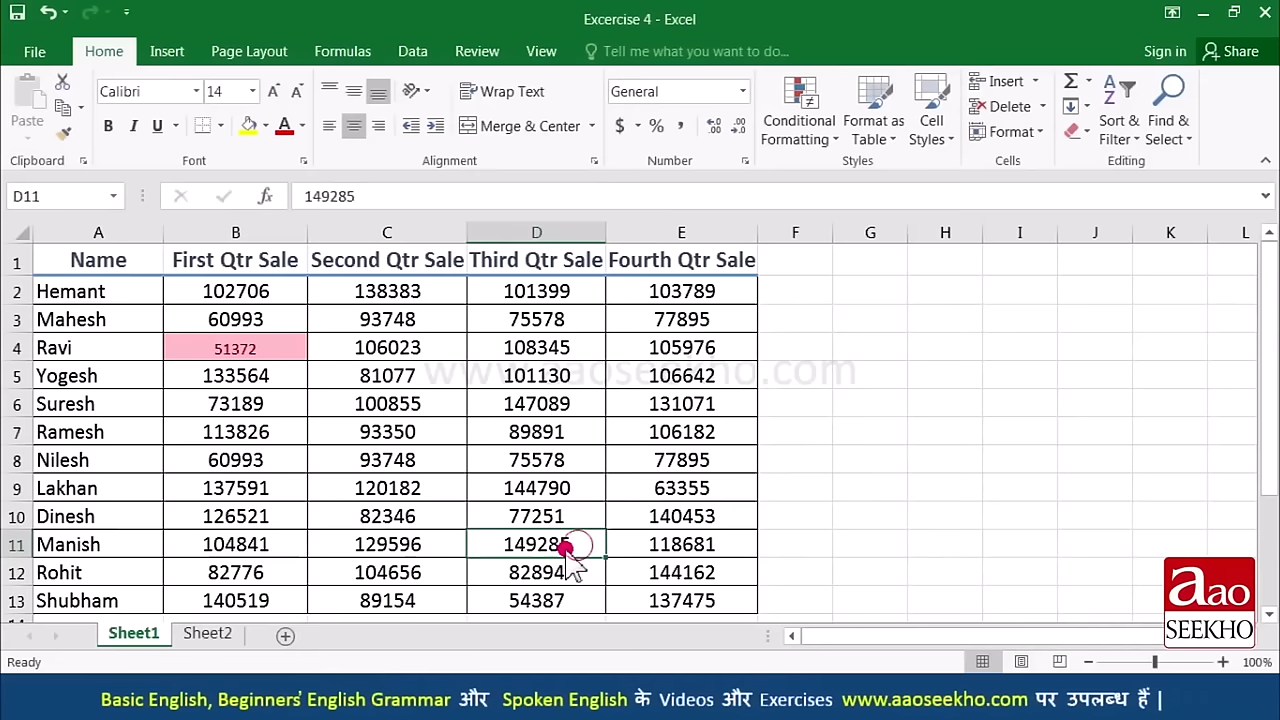 Excercise 4 - Excel
File Home Insert Page Layout Formulas Data Review View Tell me what you want to do... Sign in Share
Paste Calibri 14 Wrap Text General Conditional Formatting Format as Table Cell Styles Insert Sort & Filter Find & Select
B I U Merge & Center $ % , Delete
Format
Clipboard Font Alignment Number Styles Cells Editing
D11 fx 149285
A B C D E F G H I J K L
1 Name First Qtr Sale Second Qtr Sale Third Qtr Sale Fourth Qtr Sale
2 Hemant 102706 138383 101399 103789
3 Mahesh 60993 93748 75578 77895
4 Ravi 51372 106023 108345 105976
www.aaoseekho.com
5 Yogesh 133564 81077 101130 106642
6 Suresh 73189 100855 147089 131071
7 Ramesh 113826 93350 89891 106182
8 Nilesh 60993 93748 75578 77895
9 Lakhan 137591 120182 144790 63355
10 Dinesh 126521 82346 77251 140453
11 Manish 104841 129596 149285 118681
12 Rohit 82776 104656 82894 144162
13 Shubham 140519 89154 54387 137475
aao
SEEKHO
Sheet1 Sheet2
Ready 100%
Basic English, Beginners' English Grammar और Spoken English के Videos और Exercises www.aaoseekho.com पर उपलब्ध हैं |